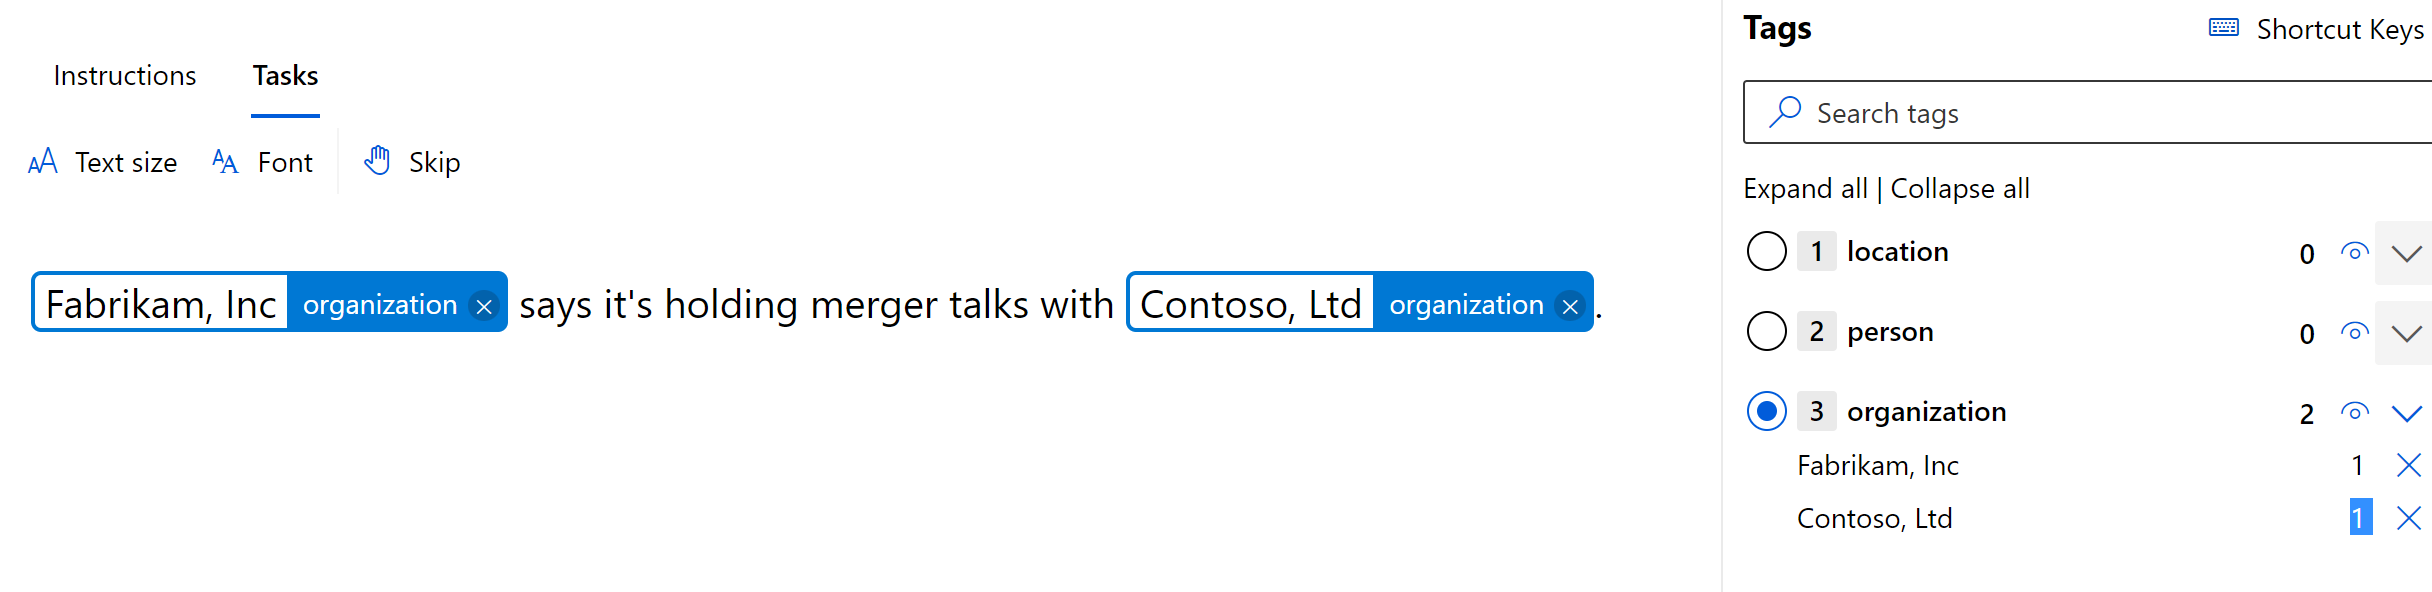 Instructions Tasks
Text size Font Skip
Fabrikam, Inc organization says it's holding merger talks with Contoso, Ltd organization .
Tags Shortcut Keys
Search tags
Expand all | Collapse all
1 location 0
2 person 0
3 organization 2
Fabrikam, Inc 1
Contoso, Ltd 1